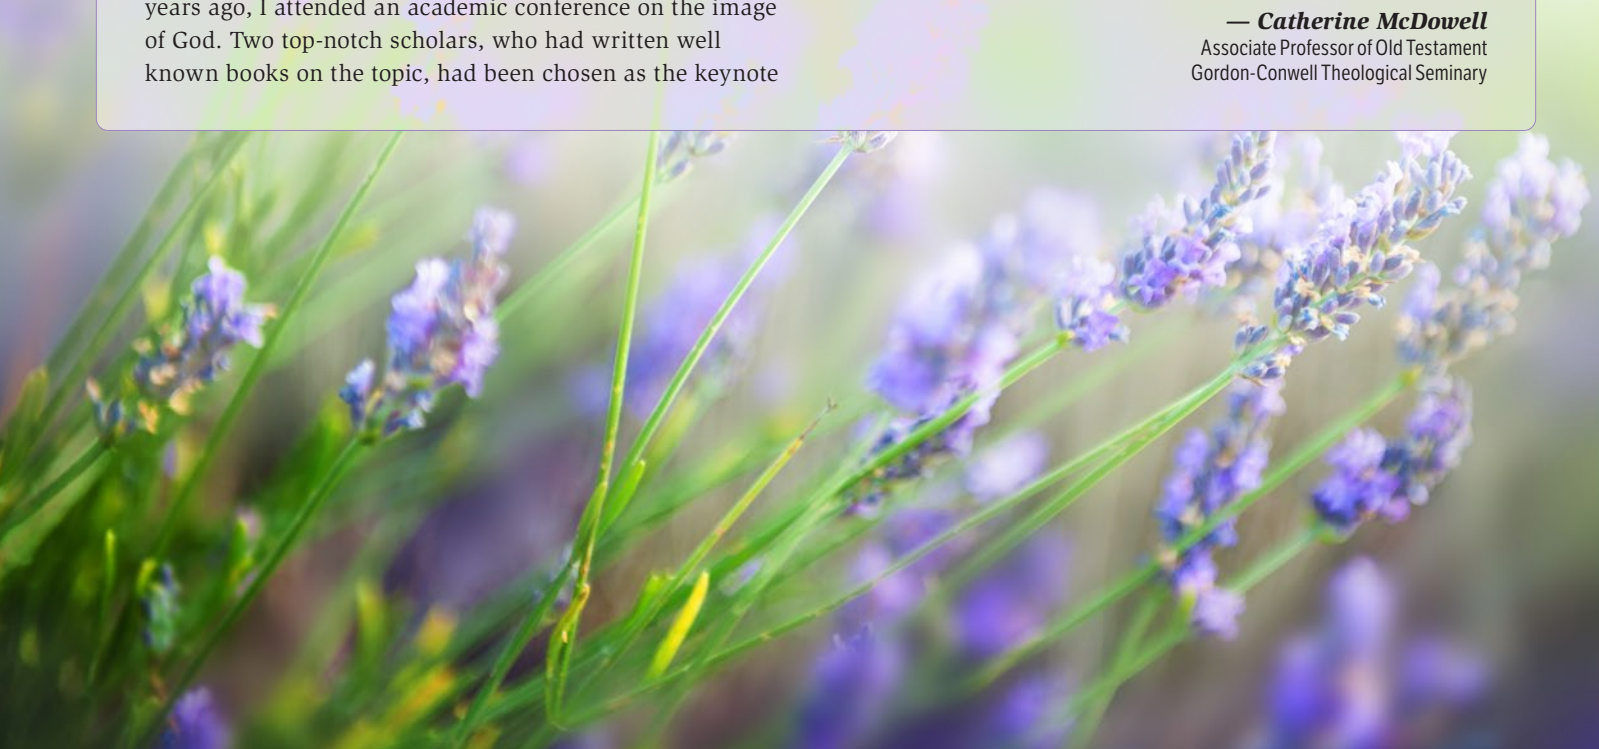 years ago, I attended an academic conference on the image
of God. Two top-notch scholars, who had written well
known books on the topic, had been chosen as the keynote
— Catherine McDowell
Associate Professor of Old Testament
Gordon-Conwell Theological Seminary